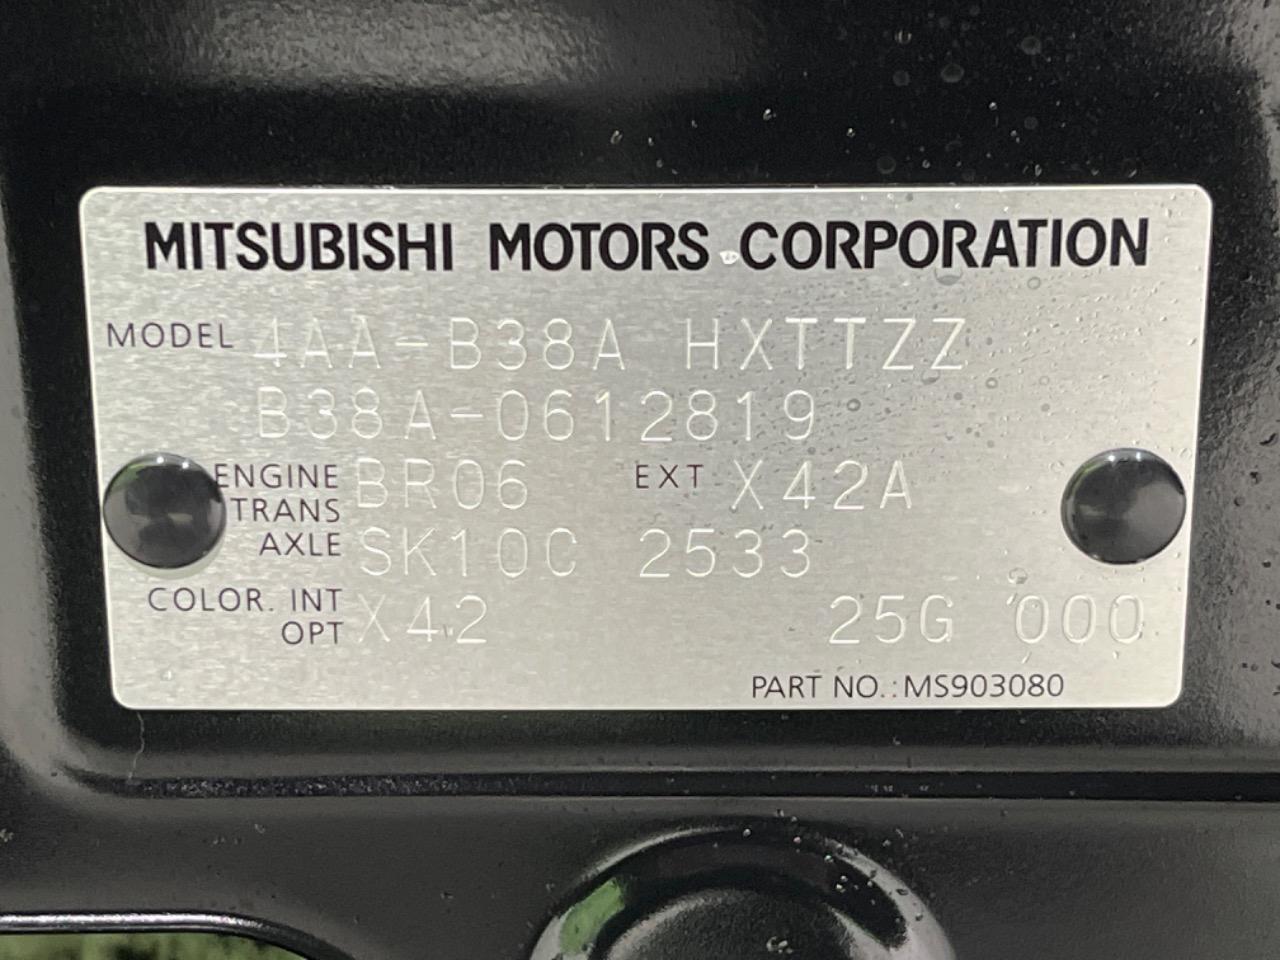 MITSUBISHI MOTORS CORPORATION
MODEL 4AA-B38A HXTTZZ
B38A-0612819
ENGINE BR06 EXT X42A
TRANS
AXLE SK10C 2533
COLOR. INT X42 25G 000
OPT
PART NO.:MS903080